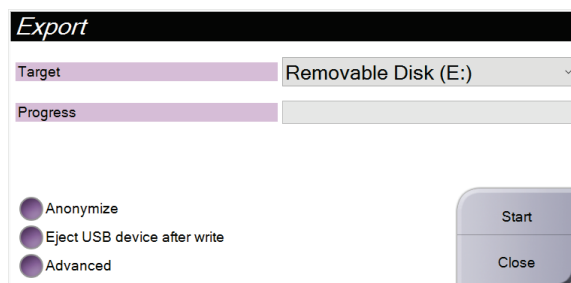 Export
Target
Removable Disk (E:)
Progress
Anonymize
Eject USB device after write
Advanced
Start
Close